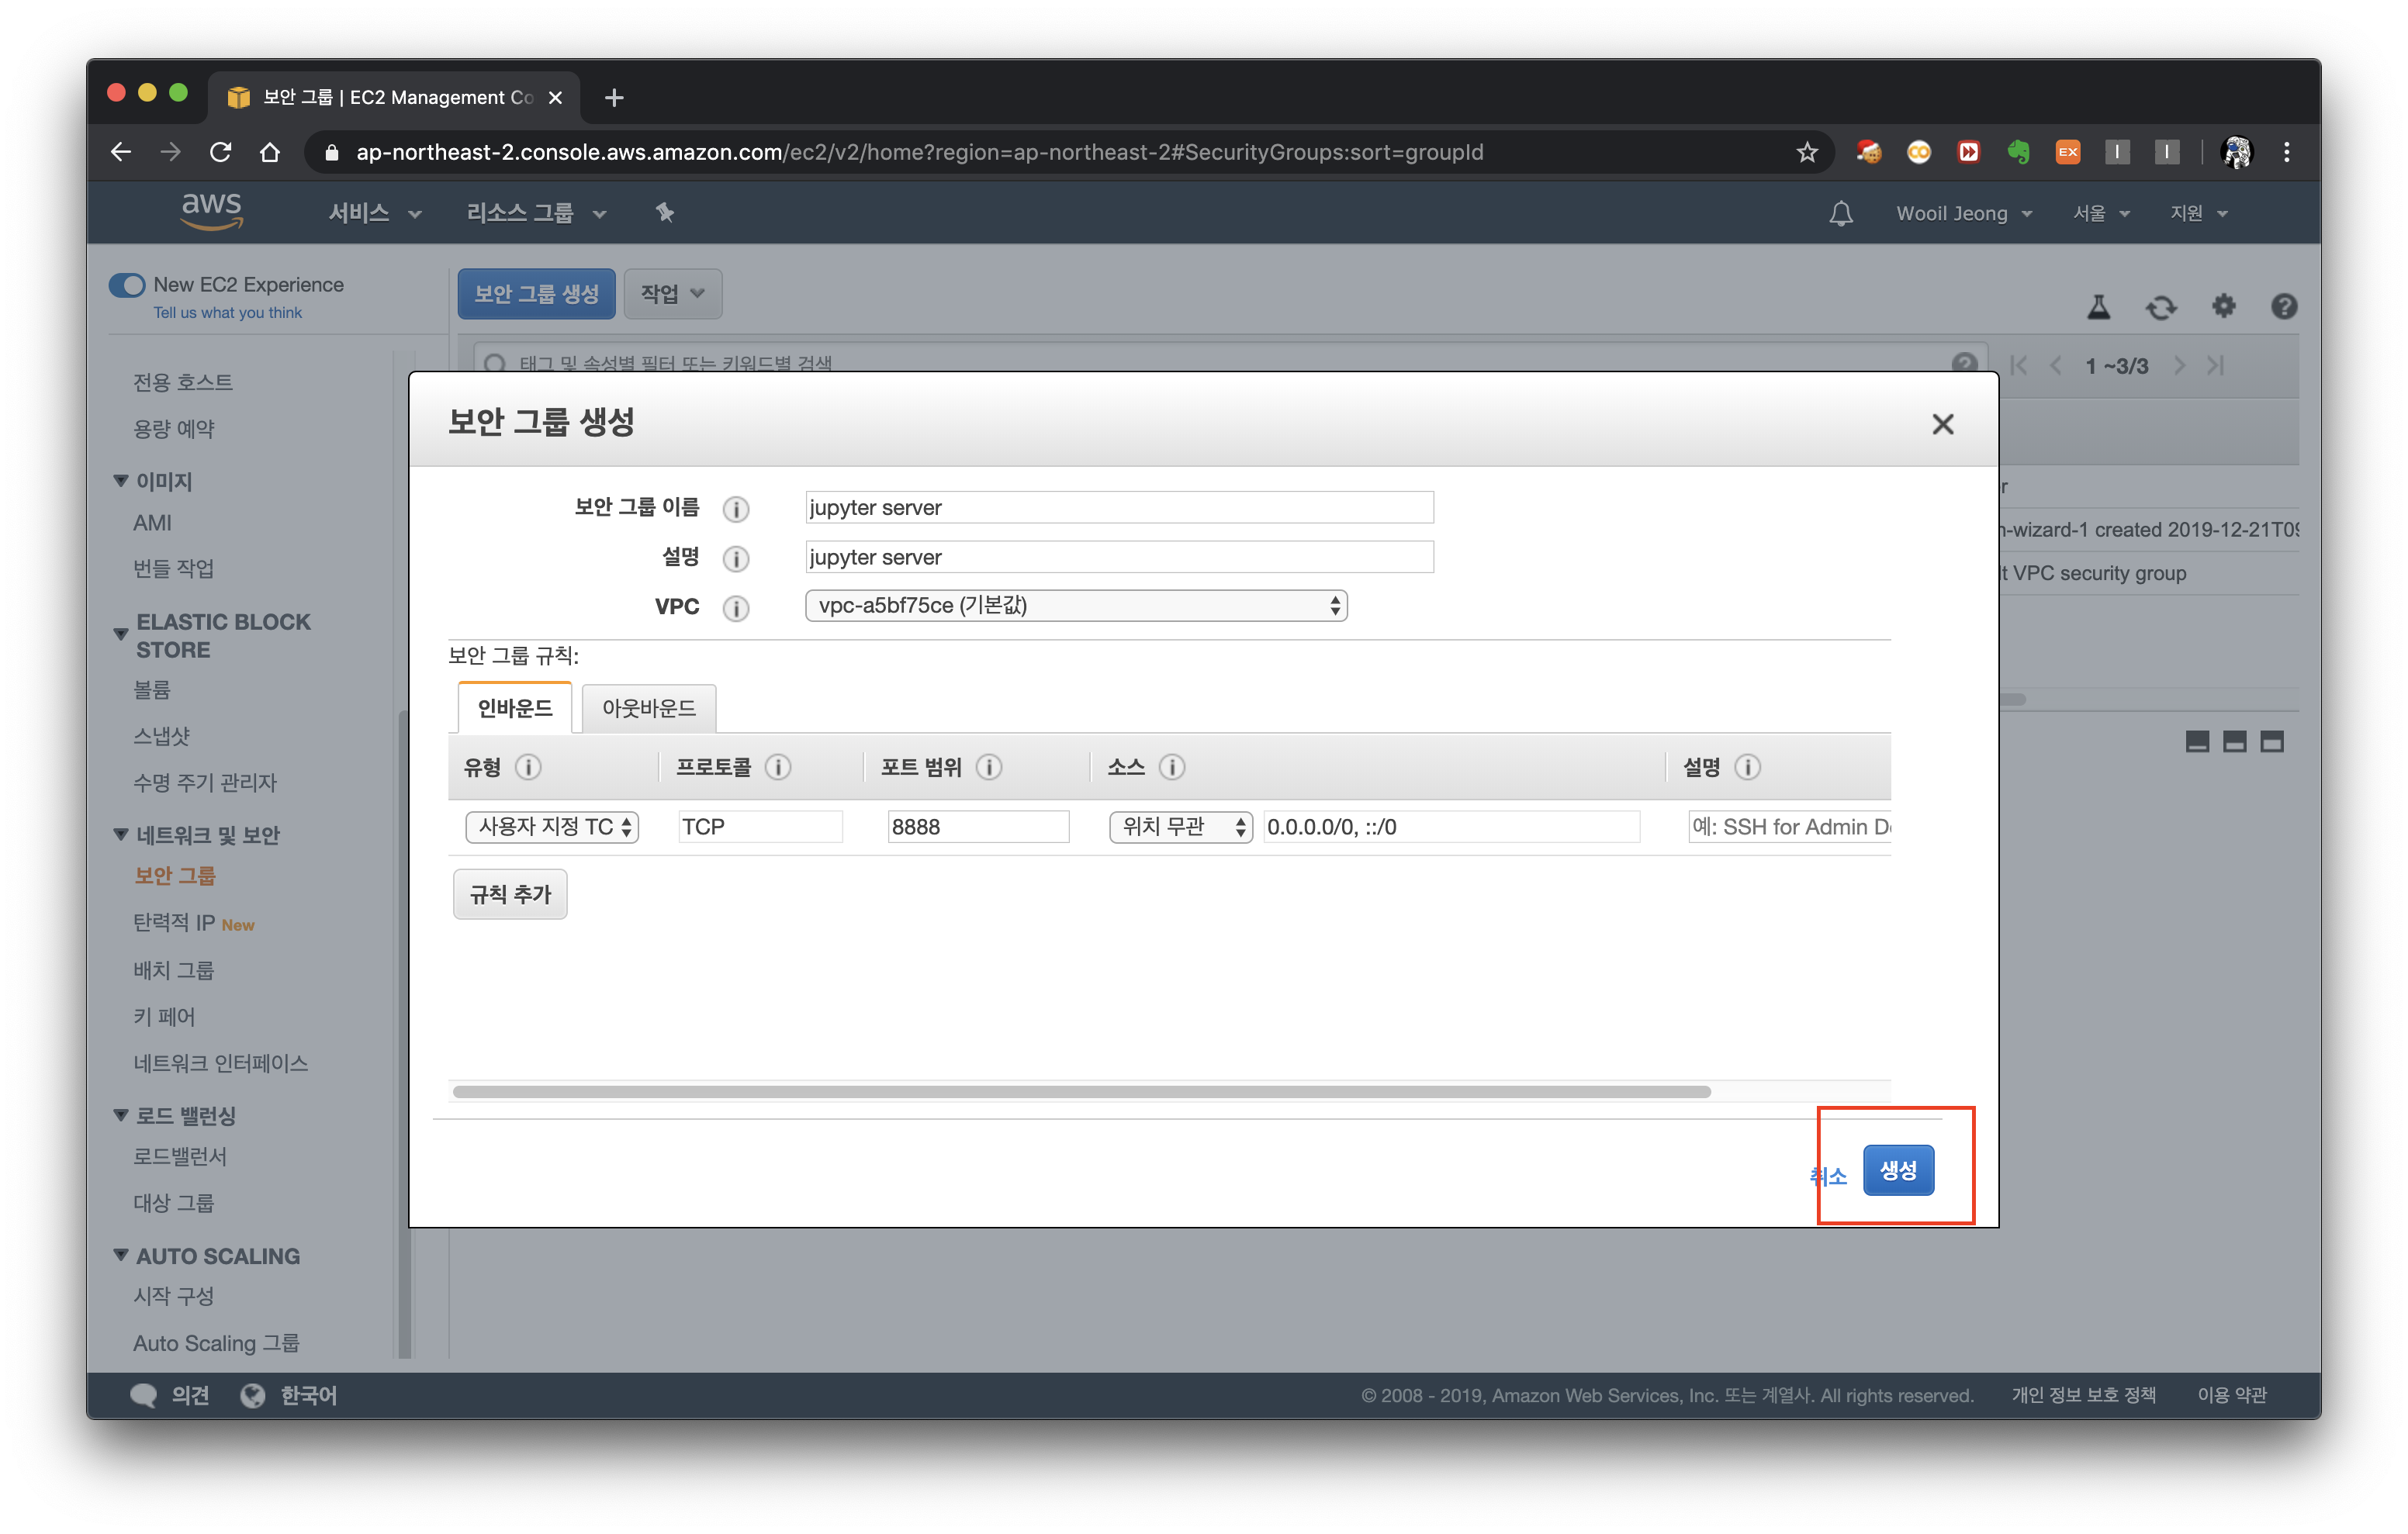 보안 그룹 | EC2 Management Co
ap-northeast-2.console.aws.amazon.com/ec2/v2/home?region=ap-northeast-2#SecurityGroups:sort=groupId
EX
aws 서비스 리소스 그룹 Wooil Jeong 서울 지원
New EC2 Experience
Tell us what you think
보안 그룹 생성 작업
태그 및 속성별 필터 또는 키워드별 검색
1 ~3/3
전용 호스트
용량 예약
이미지
AMI
번들 작업
ELASTIC BLOCK
STORE
볼륨
스냅샷
수명 주기 관리자
네트워크 및 보안
보안 그룹
탄력적 IP New
배치 그룹
키 페어
네트워크 인터페이스
로드 밸런싱
로드밸런서
대상 그룹
AUTO SCALING
시작 구성
Auto Scaling 그룹
보안 그룹 생성
보안 그룹 이름 jupyter server
설명 jupyter server
VPC vpc-a5bf75ce (기본값)
보안 그룹 규칙:
인바운드 아웃바운드
유형 프로토콜 포트 범위 소스 설명
사용자 지정 TC TCP 8888 위치 무관 0.0.0.0/0, ::/0 예: SSH for Admin De
규칙 추가
취소 생성
r
n-wizard-1 created 2019-12-21T09
lt VPC security group
의견 한국어 © 2008 - 2019, Amazon Web Services, Inc. 또는 계열사. All rights reserved. 개인 정보 보호 정책 이용 약관